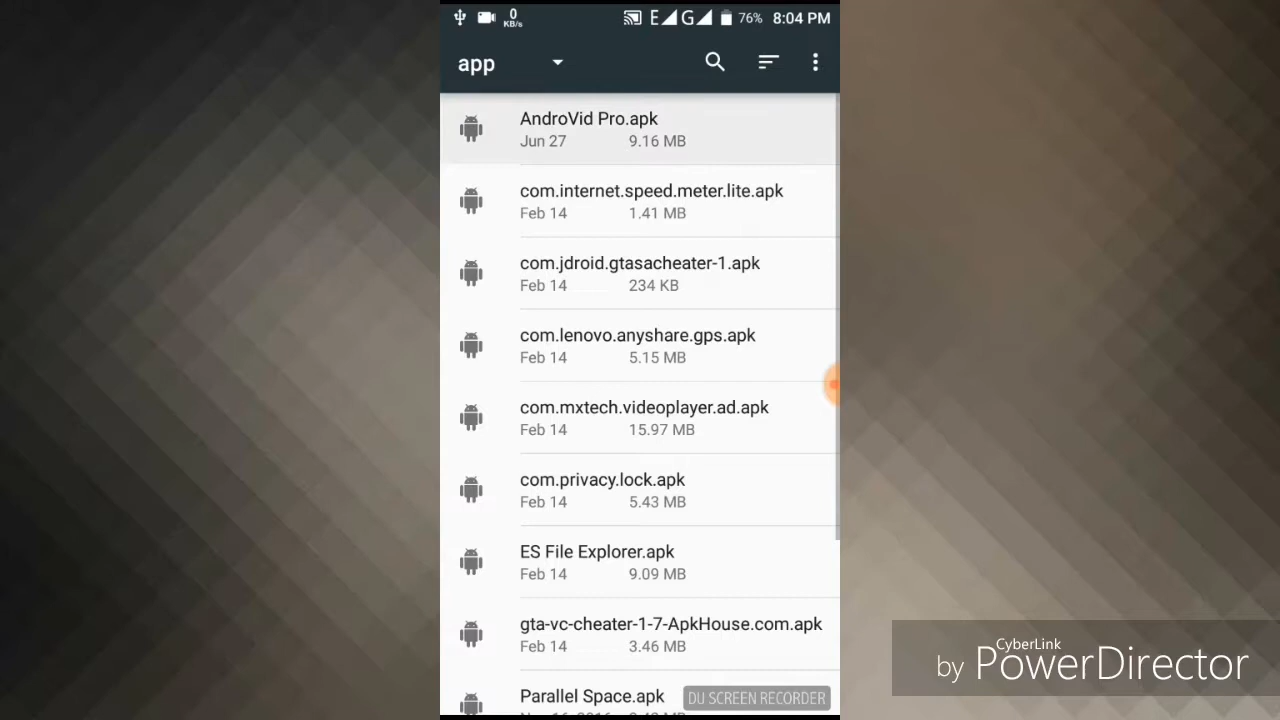 0
KB/s
E G 76% 8:04 PM
app
AndroVid Pro.apk
Jun 27 9.16 MB
com.internet.speed.meter.lite.apk
Feb 14 1.41 MB
com.jdroid.gtasacheater-1.apk
Feb 14 234 KB
com.lenovo.anyshare.gps.apk
Feb 14 5.15 MB
com.mxtech.videoplayer.ad.apk
Feb 14 15.97 MB
com.privacy.lock.apk
Feb 14 5.43 MB
ES File Explorer.apk
Feb 14 9.09 MB
gta-vc-cheater-1-7-ApkHouse.com.apk
Feb 14 3.46 MB
Parallel Space.apk
DU SCREEN RECORDER
CyberLink
by PowerDirector